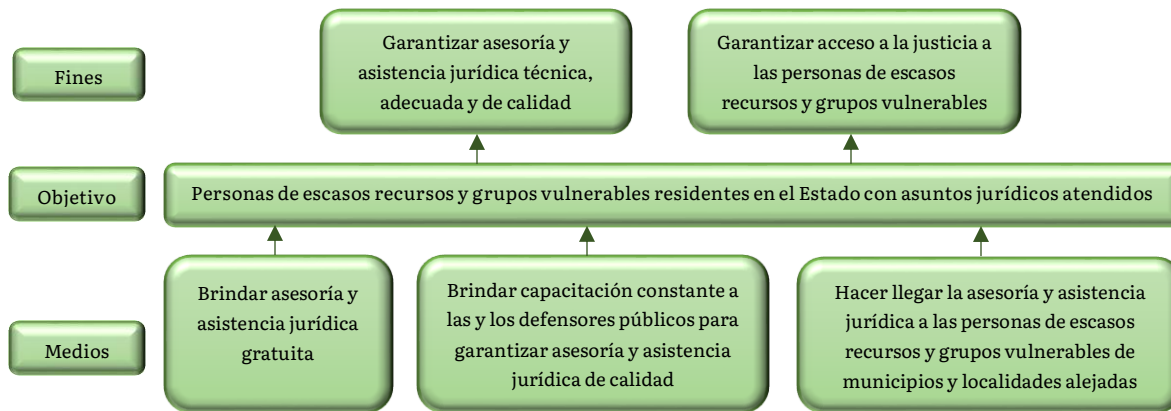 Fines
Garantizar asesoría y
asistencia jurídica técnica,
adecuada y de calidad
Garantizar acceso a la justicia a
las personas de escasos
recursos y grupos vulnerables
Objetivo
Personas de escasos recursos y grupos vulnerables residentes en el Estado con asuntos jurídicos atendidos
Medios
Brindar asesoría y
asistencia jurídica
gratuita
Brindar capacitación constante a
las y los defensores públicos para
garantizar asesoría y asistencia
jurídica de calidad
Hacer llegar la asesoría y asistencia
jurídica a las personas de escasos
recursos y grupos vulnerables de
municipios y localidades alejadas